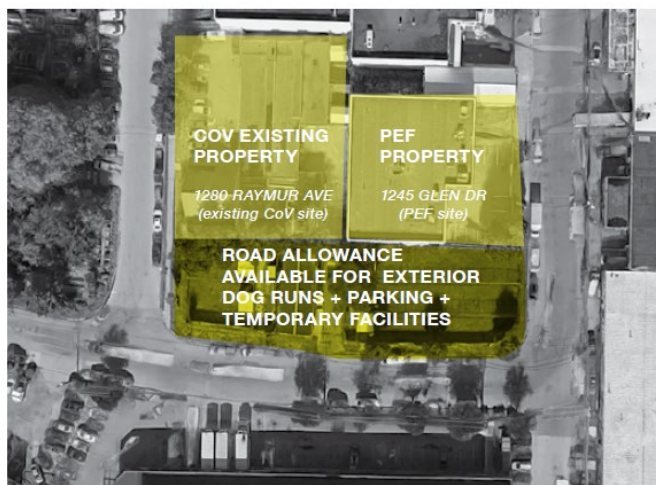 COV EXISTING
PROPERTY
1280 RAYMUR AVE
(existing CoV site)
PEF
PROPERTY
1245 GLEN DR
(PEF site)
ROAD ALLOWANCE
AVAILABLE FOR EXTERIOR
DOG RUNS + PARKING +
TEMPORARY FACILITIES